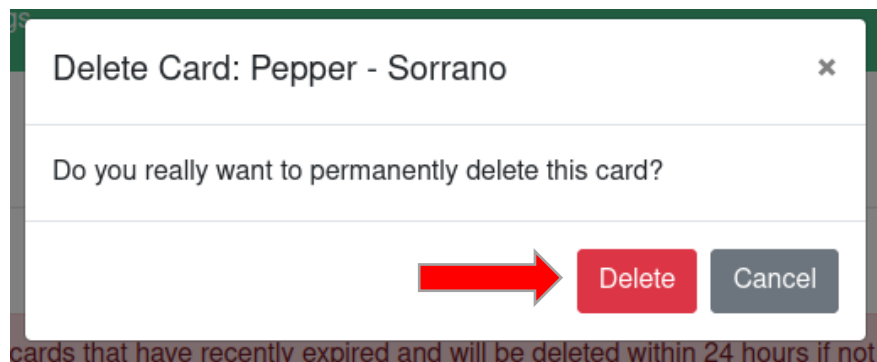 gs
Delete Card: Pepper - Sorrano
×
Do you really want to permanently delete this card?
Delete Cancel
cards that have recently expired and will be deleted within 24 hours if not